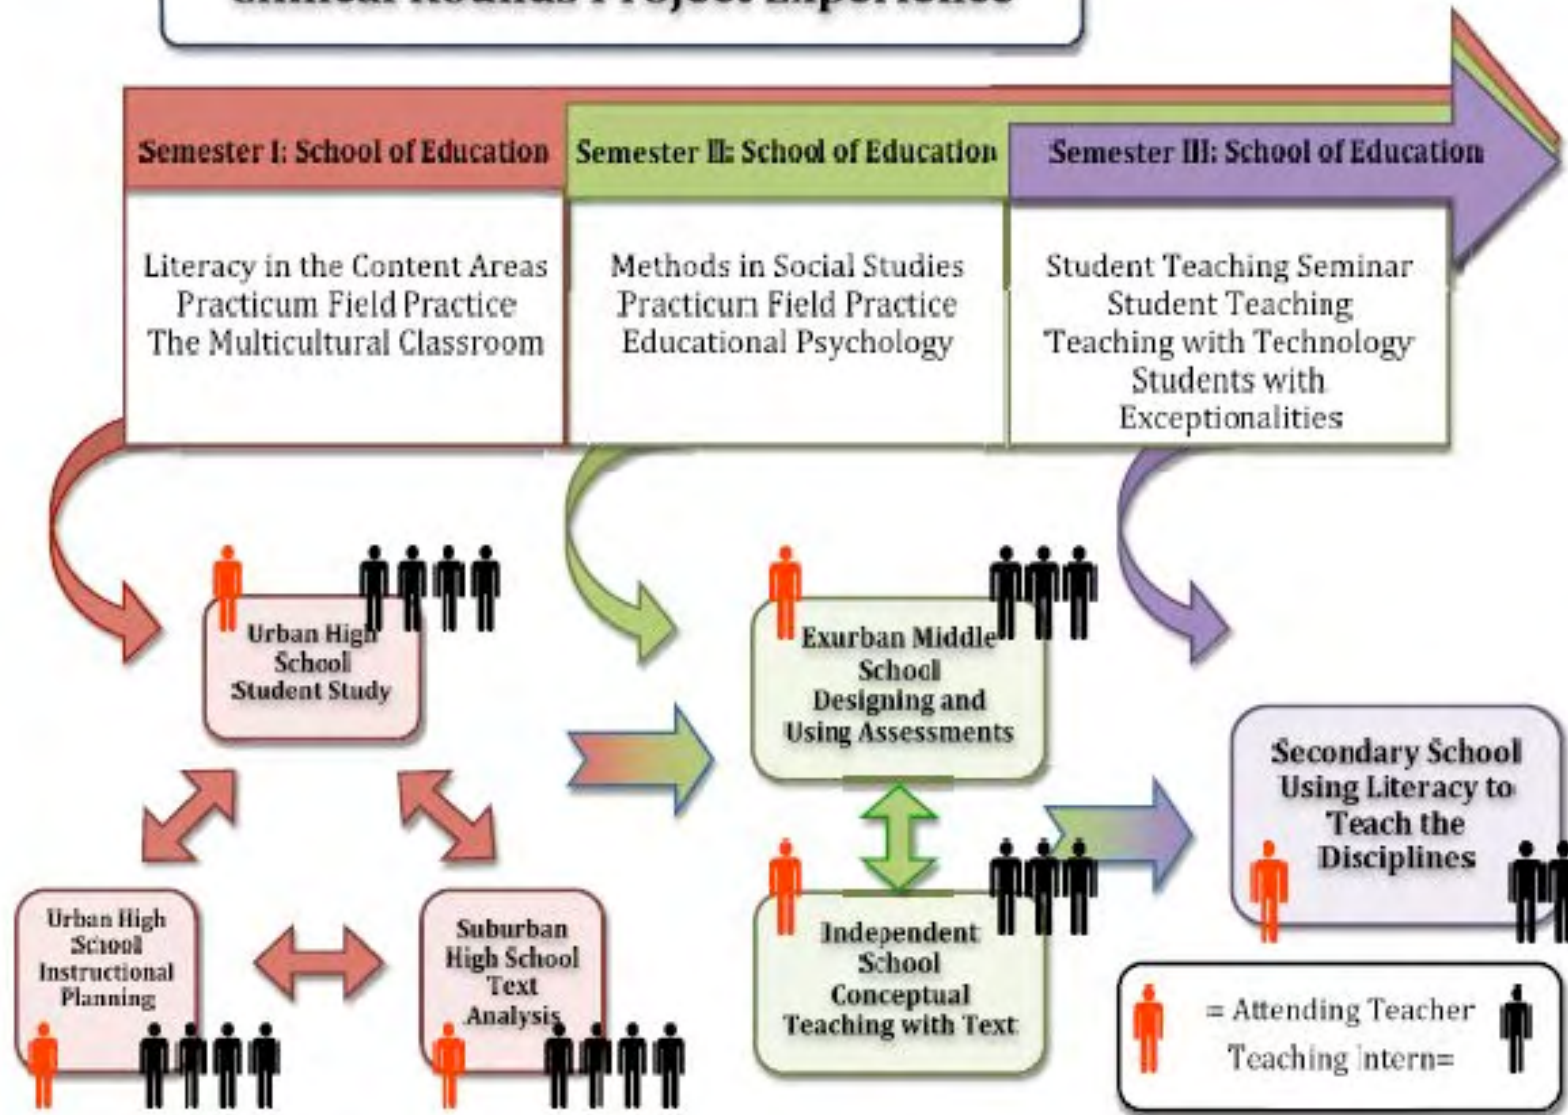 Clinical Rounds Project Experience
Semester I: School of Education
Literacy in the Content Areas
Practicum Field Practice
The Multicultural Classroom
Semester II: School of Education
Methods in Social Studies
Practicum Field Practice
Educational Psychology
Semester III: School of Education
Student Teaching Seminar
Student Teaching
Teaching with Technology
Students with
Exceptionalities
Urban High
School
Student Study
Urban High
School
Instructional
Planning
Suburban
High School
Text
Analysis
Exurban Middle
School
Designing and
Using Assessments
Independent
School
Conceptual
Teaching with Text
Secondary School
Using Literacy to
Teach the
Disciplines
= Attending Teacher
Teaching Intern=